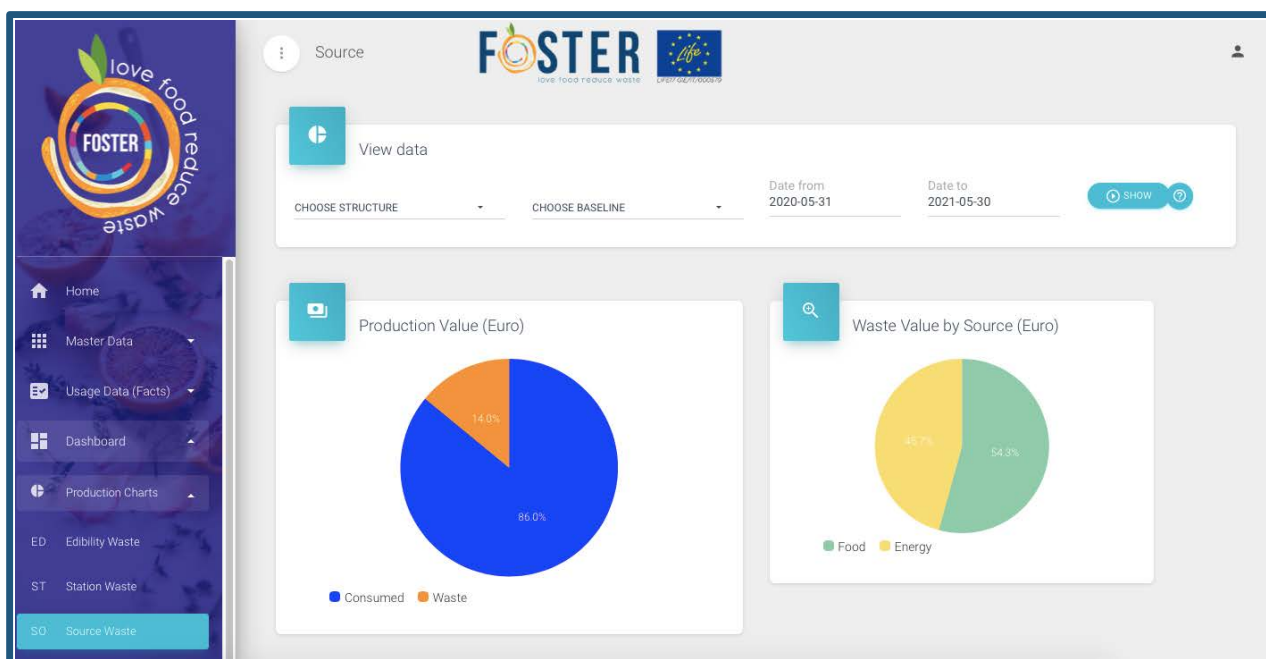 love food reduce waste
FOSTER
Home
Master Data
Usage Data (Facts)
Dashboard
Production Charts
ED Edibility Waste
ST Station Waste
SO Source Waste
Source
FOSTER
love food reduce waste
View data
CHOOSE STRUCTURE
CHOOSE BASELINE
Date from
2020-05-31
Date to
2021-05-30
SHOW
Production Value (Euro)
14.0%
86.0%
Consumed Waste
Waste Value by Source (Euro)
45.7%
54.3%
Food Energy